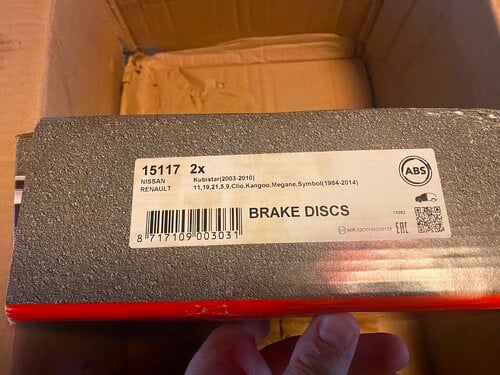 15117 2x
NISSAN Kubistar(2003-2010)
RENAULT 11,19,21,5,9,Clio,Kangoo,Megane,Symbol(1984-2014)
ABS
BRAKE DISCS
8 717109 003031
EAC